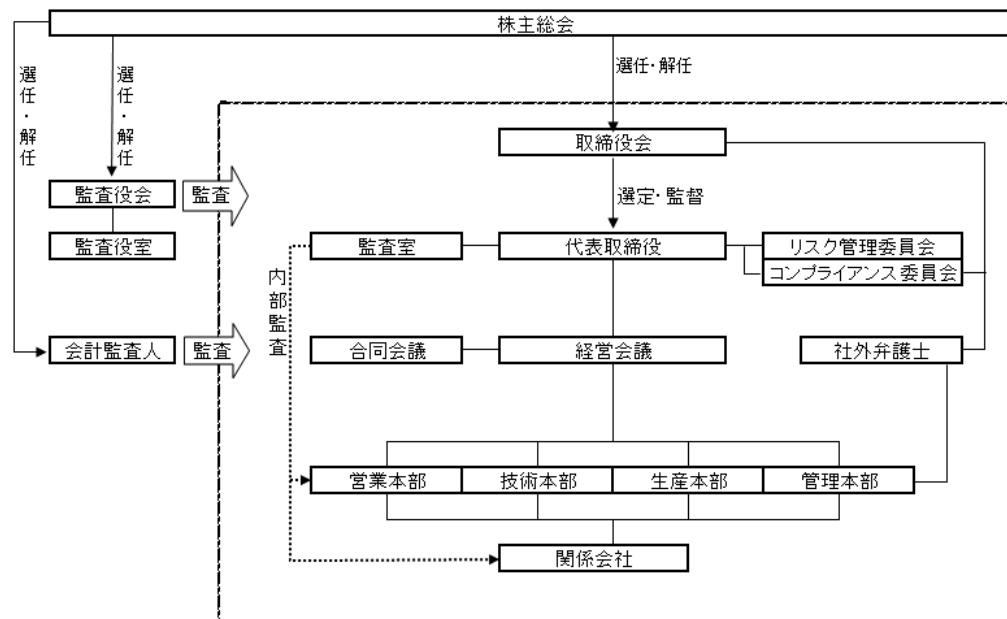 株主総会
選任・解任
選任・解任
選任・解任
取締役会
監査役会
監査
選定・監督
監査役室
監査室
代表取締役
リスク管理委員会
コンプライアンス委員会
内部監査
会計監査人
監査
合同会議
経営会議
社外弁護士
営業本部
技術本部
生産本部
管理本部
関係会社